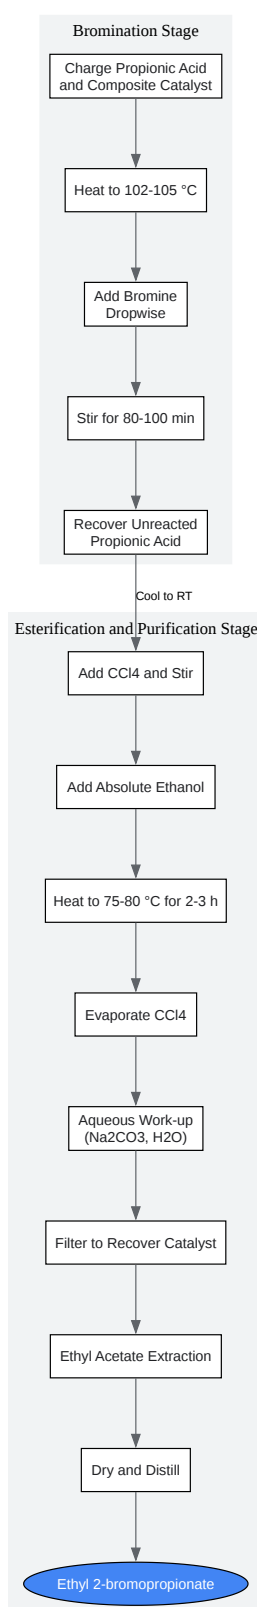 Bromination Stage
Charge Propionic Acid
and Composite Catalyst
Heat to 102-105 °C
Add Bromine
Dropwise
Stir for 80-100 min
Recover Unreacted
Propionic Acid
Cool to RT
Esterification and Purification Stage
Add CCl4 and Stir
Add Absolute Ethanol
Heat to 75-80 °C for 2-3 h
Evaporate CCl4
Aqueous Work-up
(Na2CO3, H2O)
Filter to Recover Catalyst
Ethyl Acetate Extraction
Dry and Distill
Ethyl 2-bromopropionate